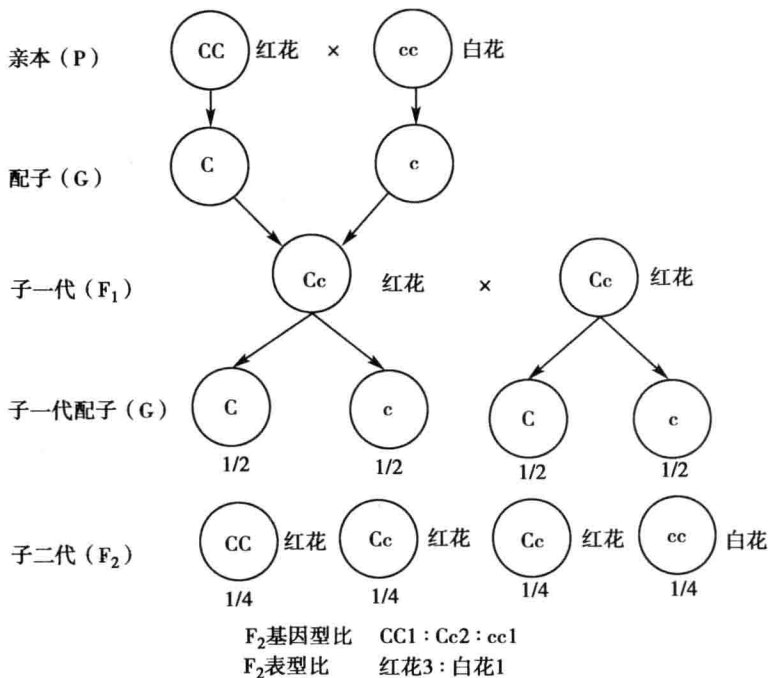 亲本（P） CC 红花 × cc 白花
配子（G） C c
子一代（F₁） Cc 红花 × Cc 红花
子一代配子（G） C c C c
1/2 1/2 1/2 1/2
子二代（F₂） CC 红花 Cc 红花 Cc 红花 cc 白花
1/4 1/4 1/4 1/4
F₂基因型比 CC1：Cc2：cc1
F₂表型比 红花3：白花1